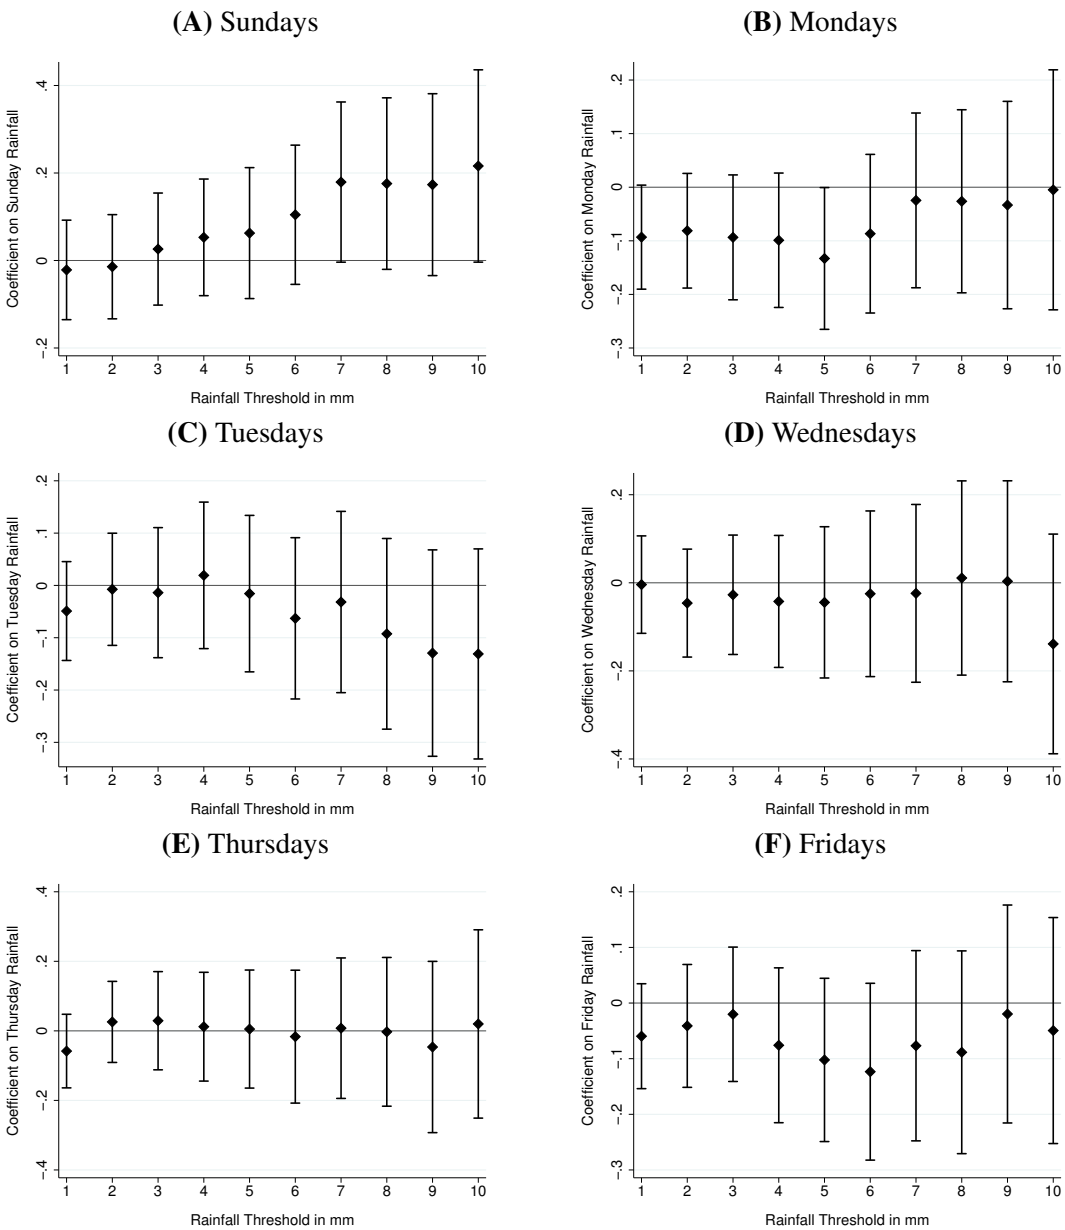 (A) Sundays
Coefficient on Sunday Rainfall
.4
.2
0
-.2
1 2 3 4 5 6 7 8 9 10
Rainfall Threshold in mm
(B) Mondays
Coefficient on Monday Rainfall
.2
.1
0
-.1
-.2
-.3
1 2 3 4 5 6 7 8 9 10
Rainfall Threshold in mm
(C) Tuesdays
Coefficient on Tuesday Rainfall
.2
.1
0
-.1
-.2
-.3
1 2 3 4 5 6 7 8 9 10
Rainfall Threshold in mm
(D) Wednesdays
Coefficient on Wednesday Rainfall
.2
0
-.2
-.4
1 2 3 4 5 6 7 8 9 10
Rainfall Threshold in mm
(E) Thursdays
Coefficient on Thursday Rainfall
.4
.2
0
-.2
-.4
1 2 3 4 5 6 7 8 9 10
Rainfall Threshold in mm
(F) Fridays
Coefficient on Friday Rainfall
.2
.1
0
-.1
-.2
-.3
1 2 3 4 5 6 7 8 9 10
Rainfall Threshold in mm